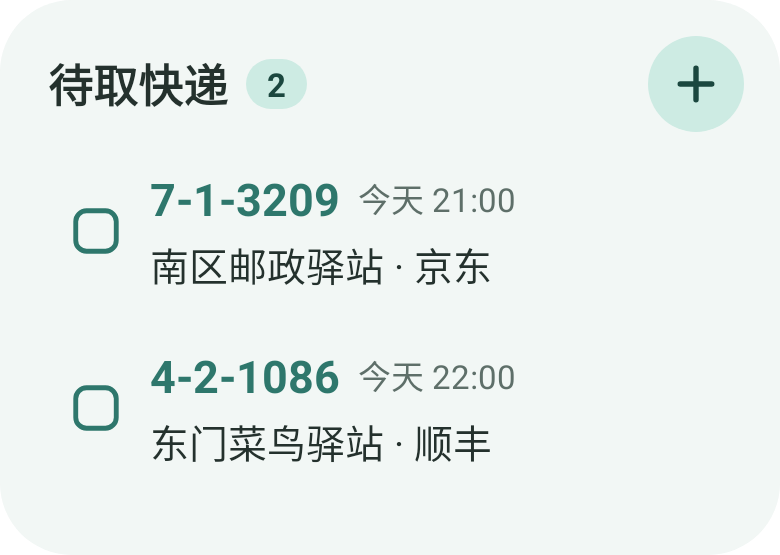 待取快递 2
7-1-3209 今天 21:00
南区邮政驿站 · 京东
4-2-1086 今天 22:00
东门菜鸟驿站 · 顺丰